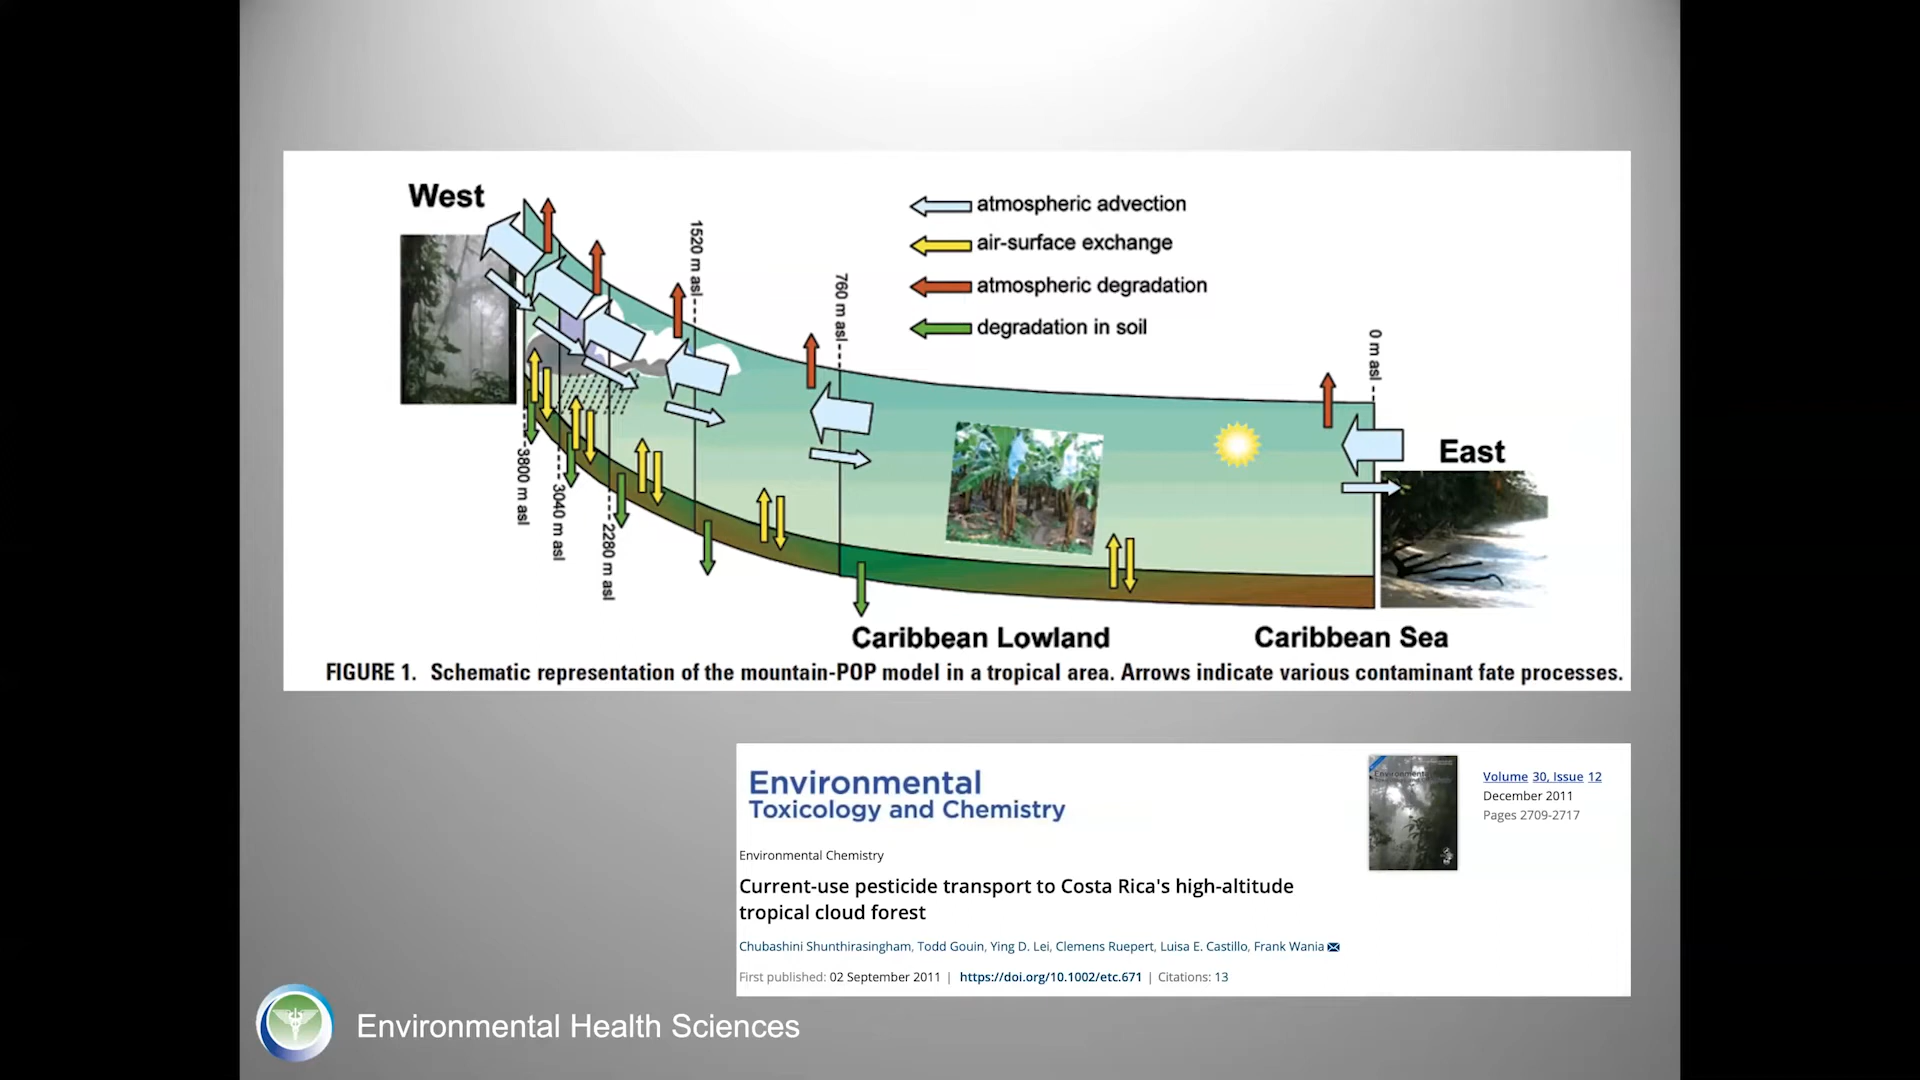 West
atmospheric advection
air-surface exchange
atmospheric degradation
degradation in soil
1520 m asl
760 m asl
0 m asl
East
3800 m asl
3040 m asl
2280 m asl
Caribbean Lowland
Caribbean Sea
FIGURE 1. Schematic representation of the mountain-POP model in a tropical area. Arrows indicate various contaminant fate processes.
Environmental
Toxicology and Chemistry
Volume 30, Issue 12
December 2011
Pages 2709-2717
Environmental Chemistry
Current-use pesticide transport to Costa Rica's high-altitude
tropical cloud forest
Chubashini Shunthirasingham, Todd Gouin, Ying D. Lei, Clemens Ruepert, Luisa E. Castillo, Frank Wania
First published: 02 September 2011 | https://doi.org/10.1002/etc.671 | Citations: 13
Environmental Health Sciences